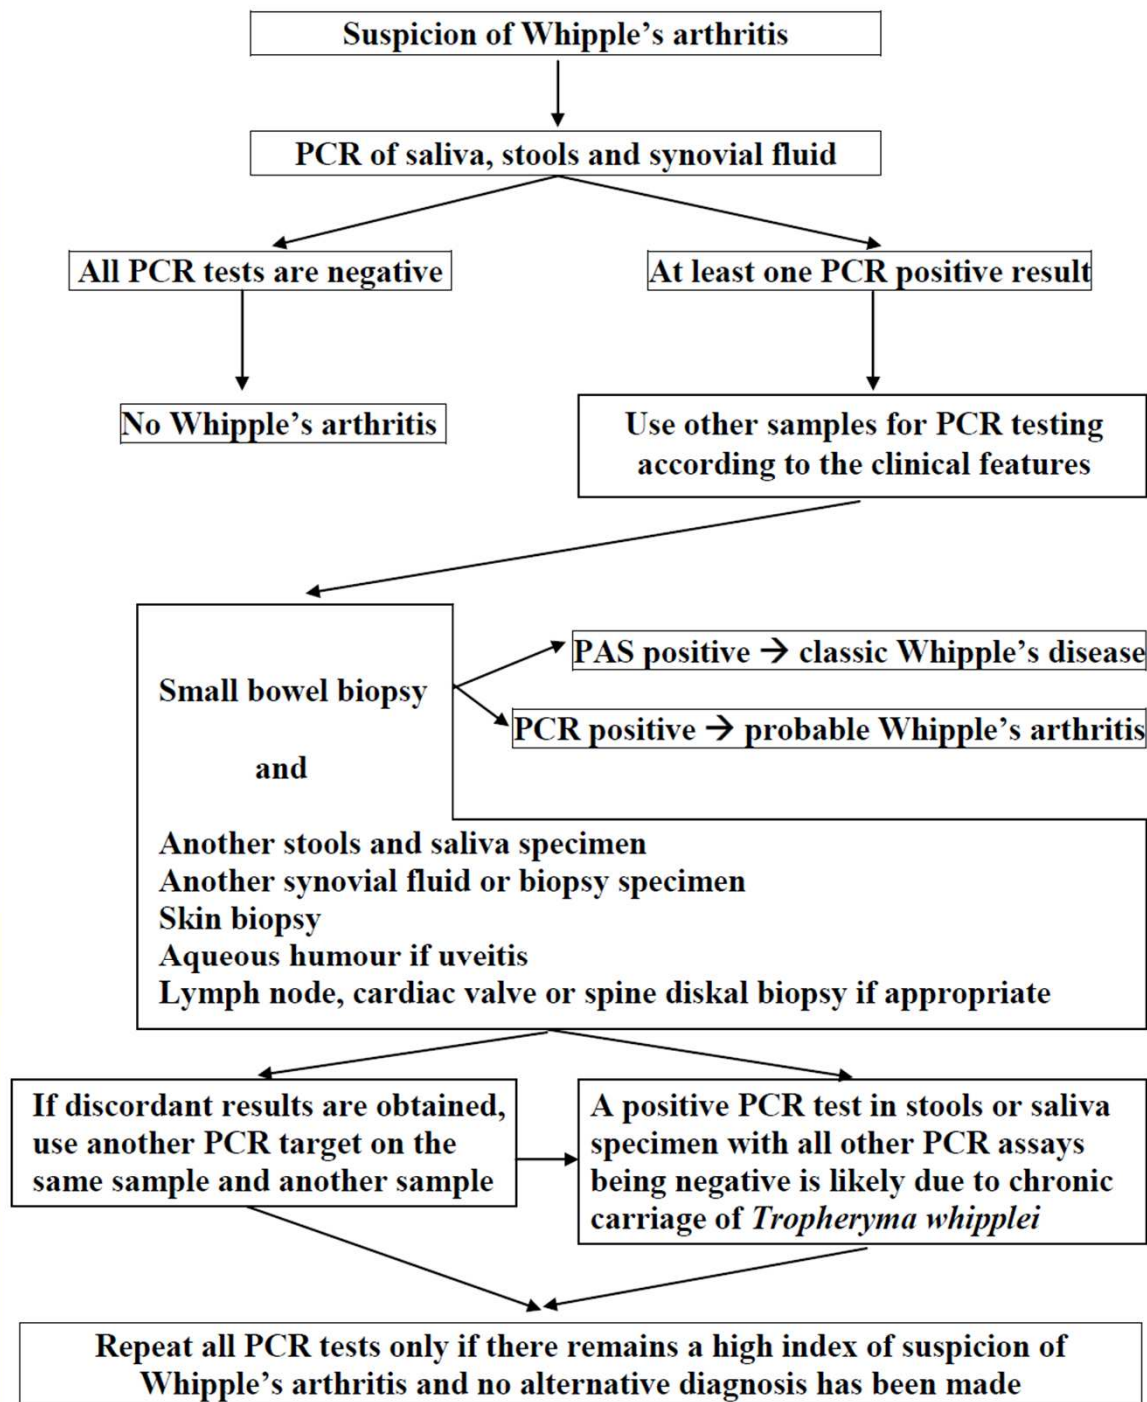 Suspicion of Whipple's arthritis
PCR of saliva, stools and synovial fluid
All PCR tests are negative
At least one PCR positive result
No Whipple's arthritis
Use other samples for PCR testing
according to the clinical features
Small bowel biopsy
and
PAS positive → classic Whipple's disease
PCR positive → probable Whipple's arthritis
Another stools and saliva specimen
Another synovial fluid or biopsy specimen
Skin biopsy
Aqueous humour if uveitis
Lymph node, cardiac valve or spine diskal biopsy if appropriate
If discordant results are obtained,
use another PCR target on the
same sample and another sample
A positive PCR test in stools or saliva
specimen with all other PCR assays
being negative is likely due to chronic
carriage of Tropheryma whipplei
Repeat all PCR tests only if there remains a high index of suspicion of
Whipple's arthritis and no alternative diagnosis has been made